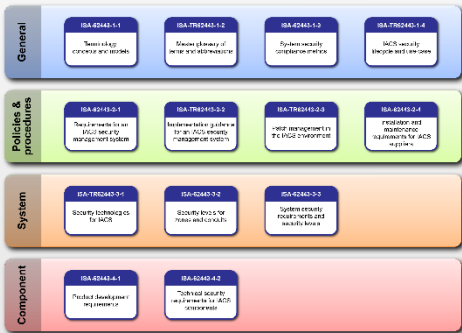 General
ISA-62443-1-1
Terminology
concepts and models
ISA-TR62443-1-2
Master glossary of
terms and abbreviations
ISA-62443-1-3
System security
compliance metrics
ISA-TR62443-1-4
IACS security
lifecycle and use-case
Policies &
procedures
ISA-62443-2-1
Requirements for an
IACS security
management system
ISA-TR62443-2-2
Implementation guidance
for an IACS security
management system
ISA-TR62443-2-3
Patch management in
the IACS environment
ISA-62443-2-4
Installation and
maintenance
requirements for IACS
suppliers
System
ISA-TR62443-3-1
Security technologies
for IACS
ISA-62443-3-2
Security levels for
zones and conduits
ISA-62443-3-3
System security
requirements and
security levels
Component
ISA-62443-4-1
Product development
requirements
ISA-62443-4-2
Technical security
requirements for IACS
components